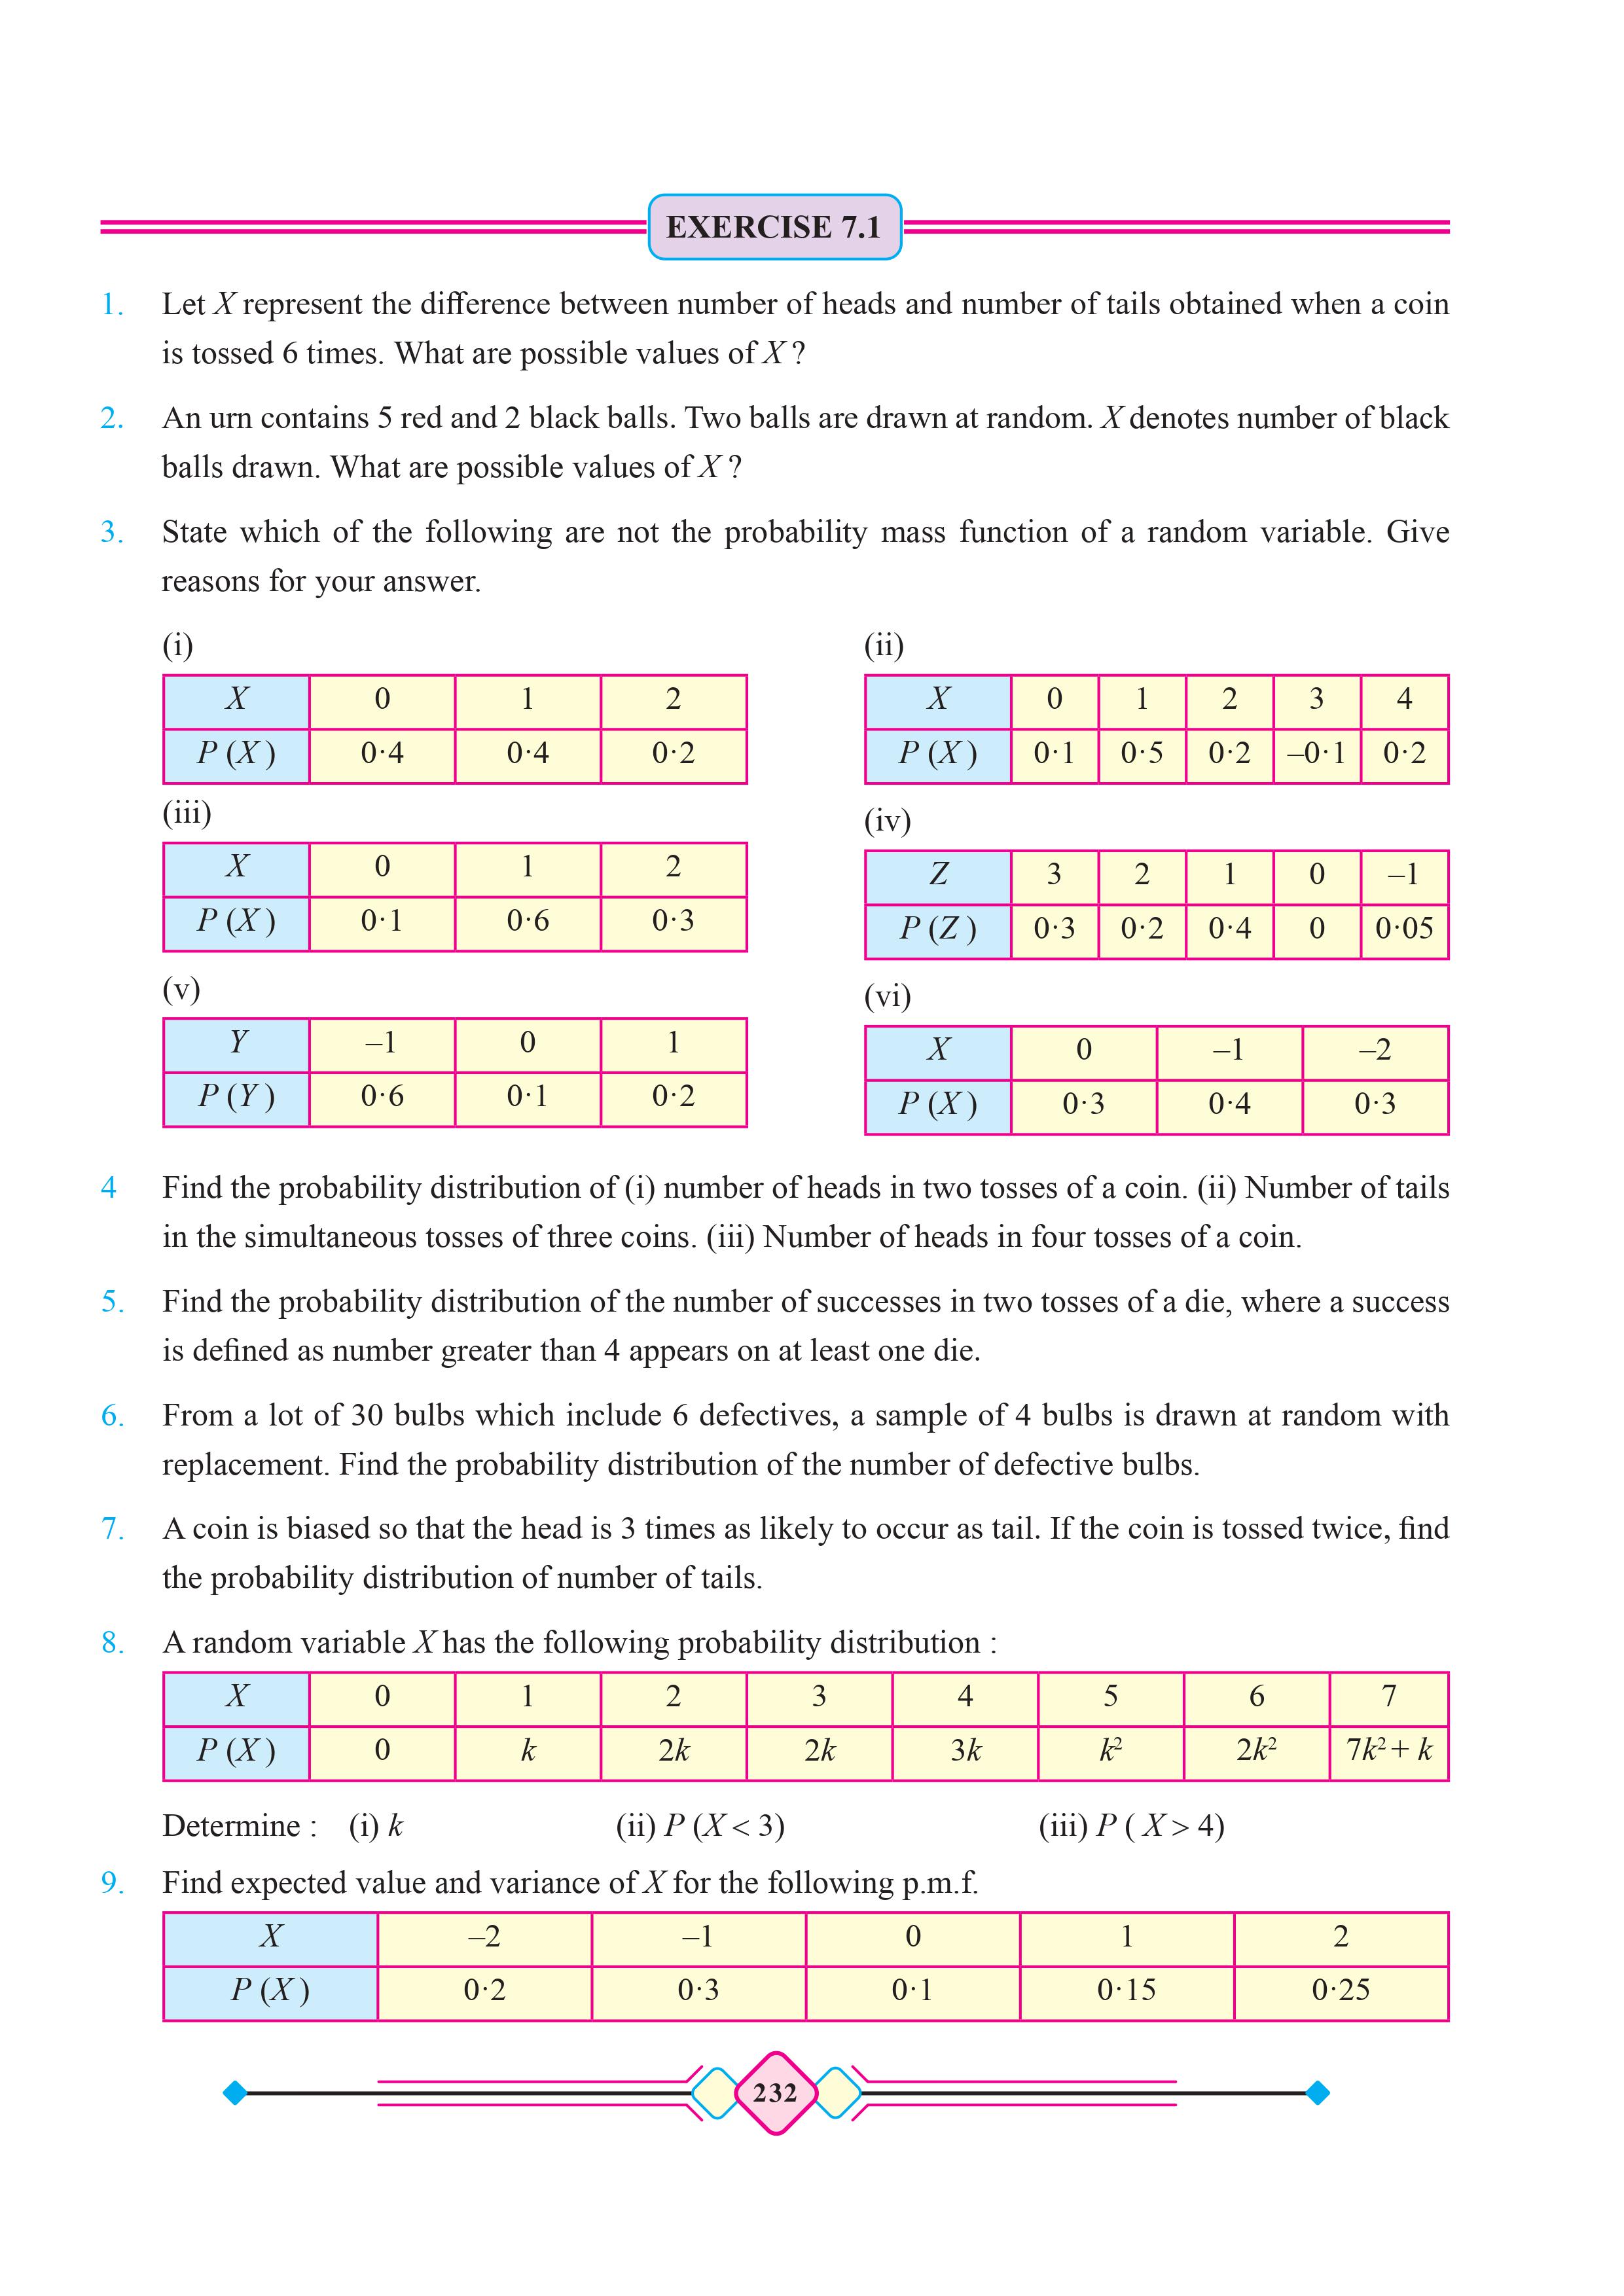 EXERCISE 7.1
1. Let X represent the difference between number of heads and number of tails obtained when a coin
is tossed 6 times. What are possible values of X ?
2. An urn contains 5 red and 2 black balls. Two balls are drawn at random. X denotes number of black
balls drawn. What are possible values of X ?
3. State which of the following are not the probability mass function of a random variable. Give
reasons for your answer.
(i)
X 0 1 2
P (X ) 0·4 0·4 0·2
(ii)
X 0 1 2 3 4
P (X ) 0·1 0·5 0·2 –0·1 0·2
(iii)
X 0 1 2
P (X ) 0·1 0·6 0·3
(iv)
Z 3 2 1 0 –1
P (Z ) 0·3 0·2 0·4 0 0·05
(v)
Y –1 0 1
P (Y ) 0·6 0·1 0·2
(vi)
X 0 –1 –2
P (X ) 0·3 0·4 0·3
4 Find the probability distribution of (i) number of heads in two tosses of a coin. (ii) Number of tails
in the simultaneous tosses of three coins. (iii) Number of heads in four tosses of a coin.
5. Find the probability distribution of the number of successes in two tosses of a die, where a success
is defined as number greater than 4 appears on at least one die.
6. From a lot of 30 bulbs which include 6 defectives, a sample of 4 bulbs is drawn at random with
replacement. Find the probability distribution of the number of defective bulbs.
7. A coin is biased so that the head is 3 times as likely to occur as tail. If the coin is tossed twice, find
the probability distribution of number of tails.
8. A random variable X has the following probability distribution :
X 0 1 2 3 4 5 6 7
P (X ) 0 k 2k 2k 3k k² 2k² 7k² + k
Determine : (i) k (ii) P (X < 3) (iii) P ( X > 4)
9. Find expected value and variance of X for the following p.m.f.
X –2 –1 0 1 2
P (X ) 0·2 0·3 0·1 0·15 0·25
232